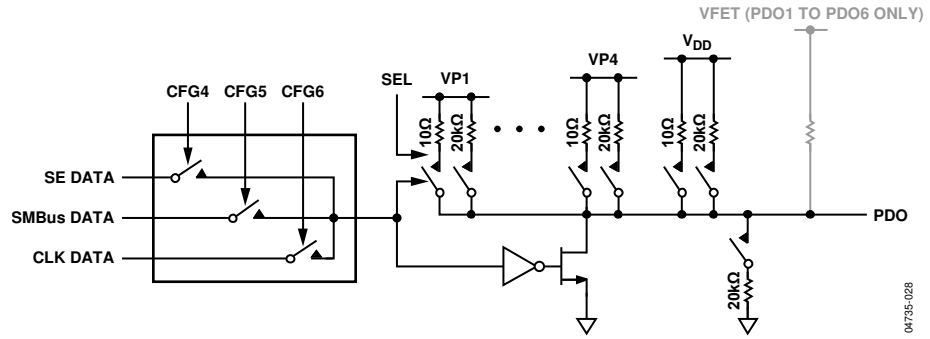 VFET (PDO1 TO PDO6 ONLY)
VDD
VP4
SEL VP1
CFG4 CFG5 CFG6
10Ω 20kΩ 10Ω 20kΩ 10Ω 20kΩ
SE DATA
SMBus DATA
PDO
CLK DATA
20kΩ
04735-028